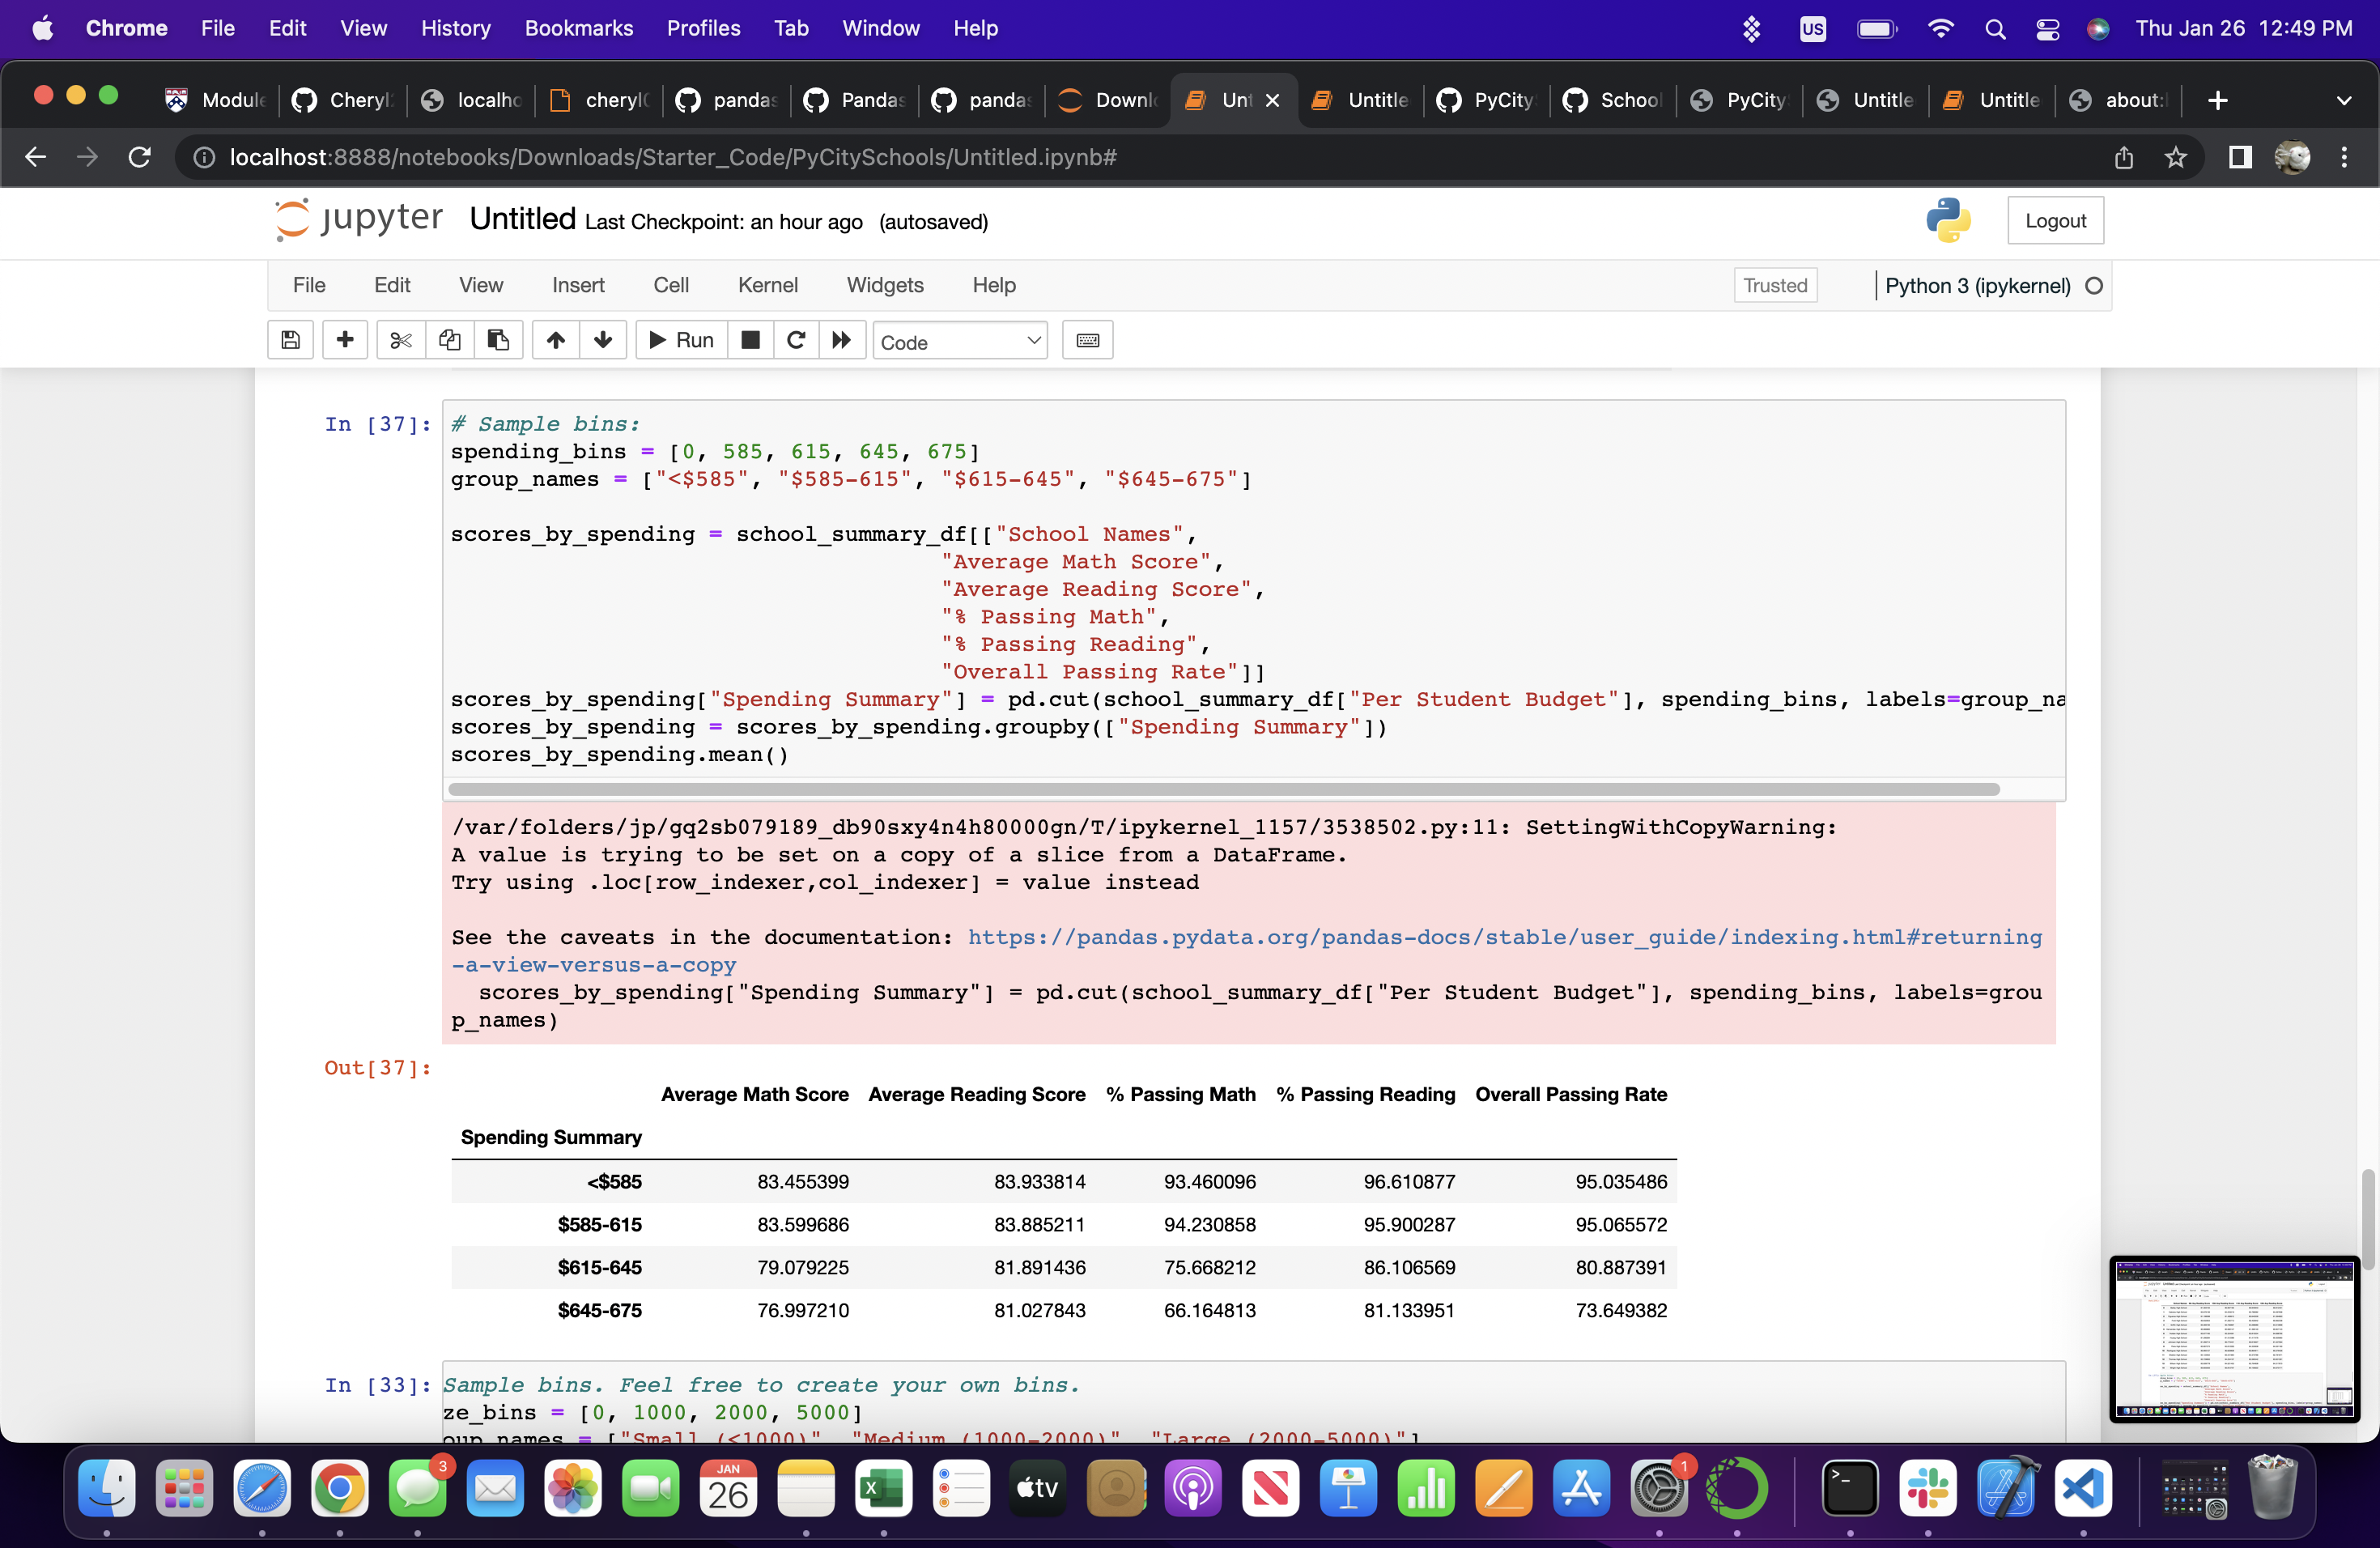 Chrome File Edit View History Bookmarks Profiles Tab Window Help US Thu Jan 26 12:49 PM
Module Cheryl localho cheryl pandas Pandas pandas Downl Unt Untitle PyCity School PyCity Untitle Untitle about:
localhost:8888/notebooks/Downloads/Starter_Code/PyCitySchools/Untitled.ipynb#
jupyter Untitled Last Checkpoint: an hour ago (autosaved) Logout
File Edit View Insert Cell Kernel Widgets Help Trusted Python 3 (ipykernel)
Run Code
In [37]: # Sample bins:
spending_bins = [0, 585, 615, 645, 675]
group_names = ["<$585", "$585-615", "$615-645", "$645-675"]
scores_by_spending = school_summary_df[["School Names",
"Average Math Score",
"Average Reading Score",
"% Passing Math",
"% Passing Reading",
"Overall Passing Rate"]]
scores_by_spending["Spending Summary"] = pd.cut(school_summary_df["Per Student Budget"], spending_bins, labels=group_na
scores_by_spending = scores_by_spending.groupby(["Spending Summary"])
scores_by_spending.mean()
/var/folders/jp/gq2sb079189_db90sxy4n4h80000gn/T/ipykernel_1157/3538502.py:11: SettingWithCopyWarning:
A value is trying to be set on a copy of a slice from a DataFrame.
Try using .loc[row_indexer,col_indexer] = value instead
See the caveats in the documentation: https://pandas.pydata.org/pandas-docs/stable/user_guide/indexing.html#returning
-a-view-versus-a-copy
scores_by_spending["Spending Summary"] = pd.cut(school_summary_df["Per Student Budget"], spending_bins, labels=grou
p_names)
Out[37]:
Average Math Score Average Reading Score % Passing Math % Passing Reading Overall Passing Rate
Spending Summary
<$585 83.455399 83.933814 93.460096 96.610877 95.035486
$585-615 83.599686 83.885211 94.230858 95.900287 95.065572
$615-645 79.079225 81.891436 75.668212 86.106569 80.887391
$645-675 76.997210 81.027843 66.164813 81.133951 73.649382
In [33]: Sample bins. Feel free to create your own bins.
ze_bins = [0, 1000, 2000, 5000]
oup_names = ["Small (<1000)", "Medium (1000-2000)", "Large (2000-5000)"]
3 JAN 26 tv 1